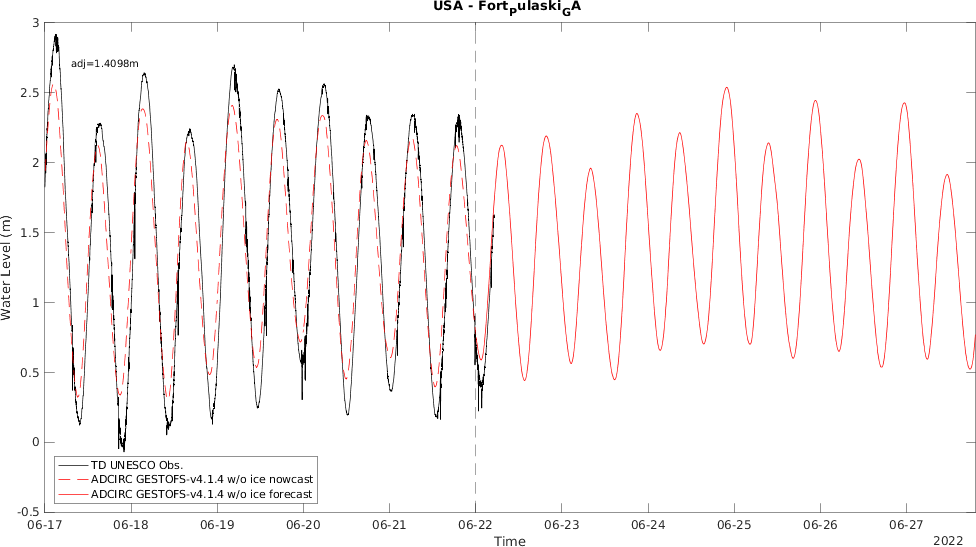 USA - FortPulaskiGA
3
adj=1.4098m
2.5
2
1.5
Water Level (m)
1
0.5
0
TD UNESCO Obs.
ADCIRC GESTOFS-v4.1.4 w/o ice nowcast
ADCIRC GESTOFS-v4.1.4 w/o ice forecast
-0.5
06-17 06-18 06-19 06-20 06-21 06-22 06-23 06-24 06-25 06-26 06-27
Time
2022